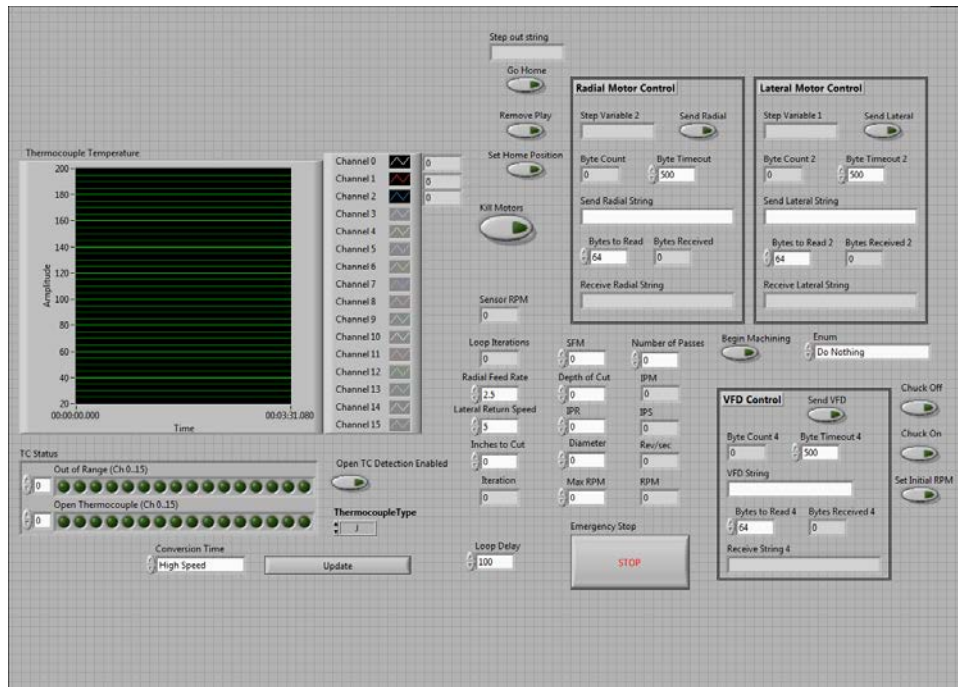 Step out string
Go Home
Remove Play
Set Home Position
Kill Motors
Sensor RPM
0
Thermocouple Temperature
200
180
160
140
120
100
80
60
40
20
Amplitude
00:00:00.000
00:03:31.080
Time
Channel 0
0
Channel 1
0
Channel 2
0
Channel 3
Channel 4
Channel 5
Channel 6
Channel 7
Channel 8
Channel 9
Channel 10
Channel 11
Channel 12
Channel 13
Channel 14
Channel 15
Radial Motor Control
Step Variable 2
Send Radial
Byte Count
Byte Timeout
0
500
Send Radial String
Bytes to Read
Bytes Received
64
0
Receive Radial String
Lateral Motor Control
Step Variable 1
Send Lateral
Byte Count 2
Byte Timeout 2
0
500
Send Lateral String
Bytes to Read 2
Bytes Received 2
64
0
Receive Lateral String
Loop Iterations
0
Radial Feed Rate
2.5
Lateral Return Speed
5
Inches to Cut
0
Iteration
0
SFM
0
Depth of Cut
0
IPR
0
Diameter
0
Max RPM
0
Number of Passes
0
IPM
0
IPS
0
Rev/sec
0
RPM
0
Begin Machining
Enum
Do Nothing
VFD Control
Send VFD
Byte Count 4
Byte Timeout 4
0
500
VFD String
Bytes to Read 4
Bytes Received 4
64
0
Receive String 4
Chuck Off
Chuck On
Set Initial RPM
TC Status
Out of Range (Ch 0..15)
0
Open Thermocouple (Ch 0..15)
0
Open TC Detection Enabled
ThermocoupleType
J
Conversion Time
High Speed
Update
Loop Delay
100
Emergency Stop
STOP